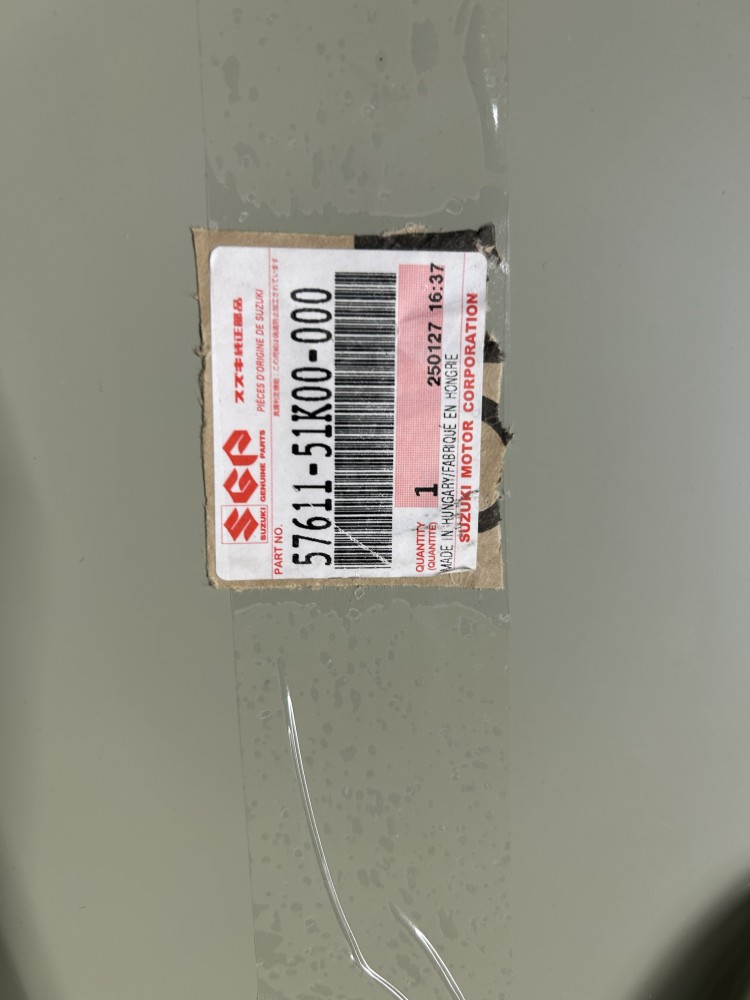 SGP
SUZUKI GENUINE PARTS
スズキ純正部品
PIÈCES D'ORIGINE DE SUZUKI
PART NO.
57611-51K00-000
QUANTITY
(QUANTITÉ)
1
250127 16:37
MADE IN HUNGARY/FABRIQUÉ EN HONGRIE
SUZUKI MOTOR CORPORATION